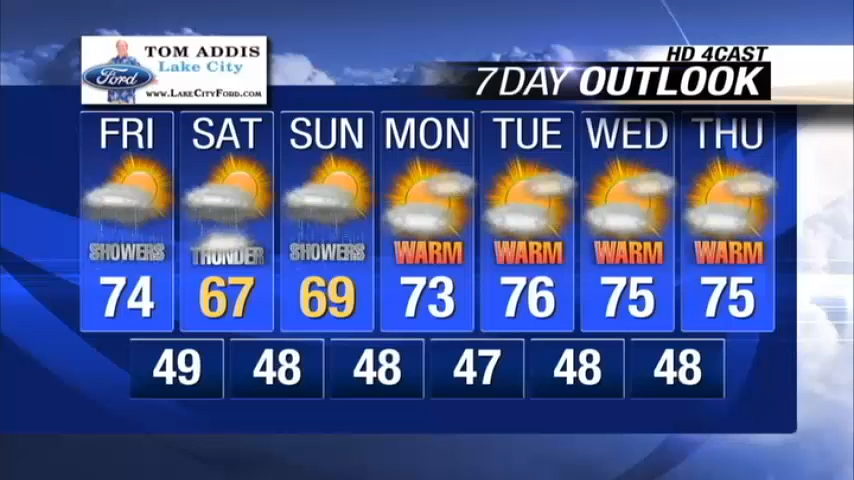 TOM ADDIS
Lake City
Ford
www.LakeCityFord.com
HD 4CAST
7 DAY OUTLOOK
FRI SAT SUN MON TUE WED THU
SHOWERS THUNDER SHOWERS WARM WARM WARM WARM
74 67 69 73 76 75 75
49 48 48 47 48 48